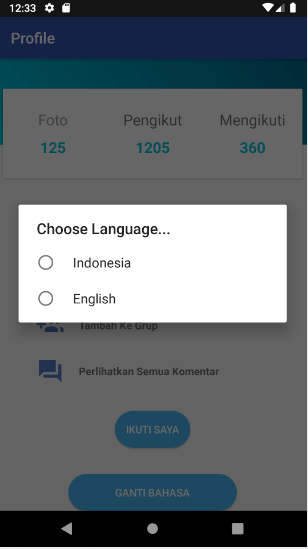 12:33
Profile
Foto Pengikut Mengikuti
125 1205 360
Choose Language...
Indonesia
English
Tambah Ke Grup
Perlihatkan Semua Komentar
IKUTI SAYA
GANTI BAHASA